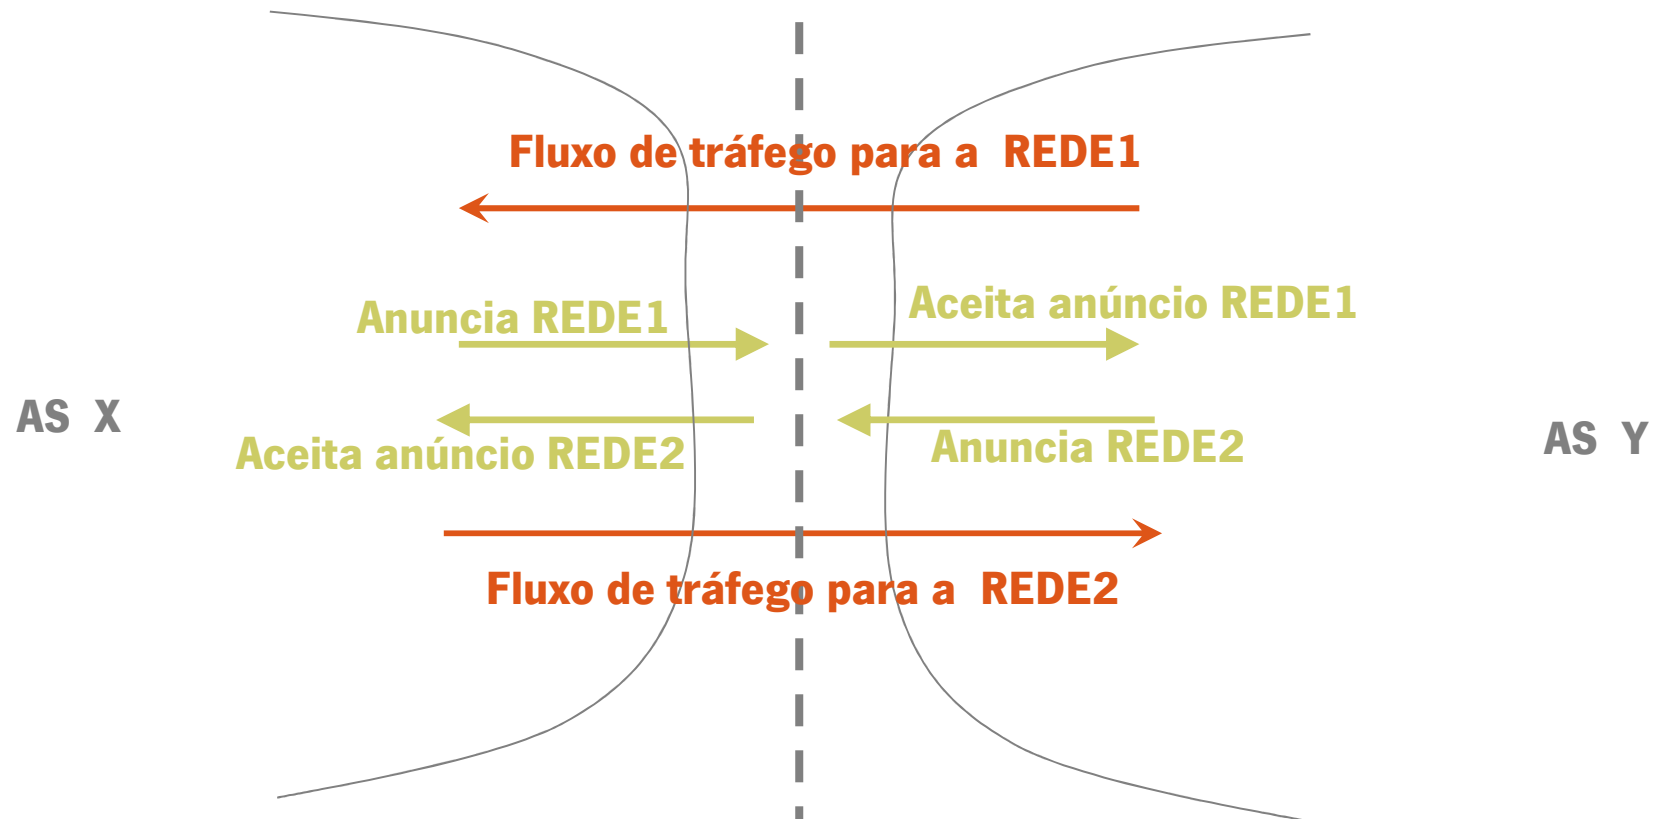 Fluxo de tráfego para a REDE1
Aceita anúncio REDE1
Anuncia REDE1
AS X
AS Y
Aceita anúncio REDE2
Anuncia REDE2
Fluxo de tráfego para a REDE2